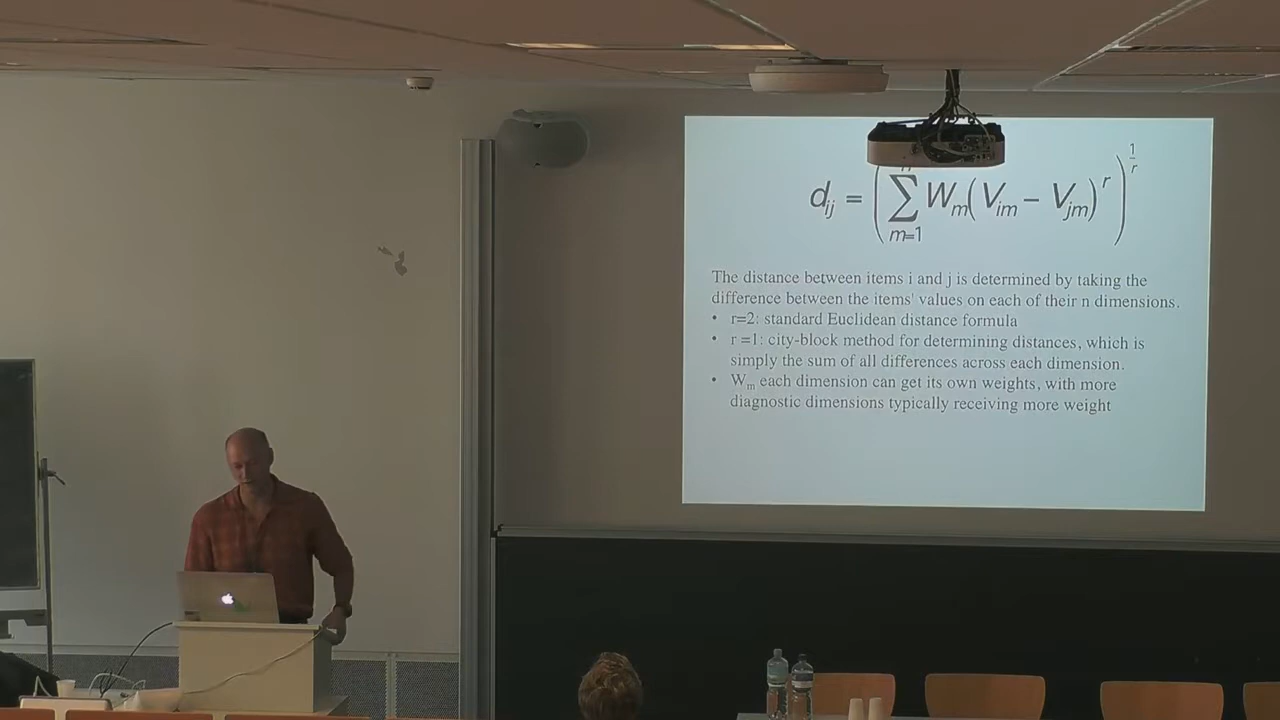 d_ij = ( ∑ m=1 W_m (V_im − V_jm)^r )^(1/r)
The distance between items i and j is determined by taking the
difference between the items' values on each of their n dimensions.
• r=2: standard Euclidean distance formula
• r =1: city-block method for determining distances, which is
simply the sum of all differences across each dimension.
• W_m each dimension can get its own weights, with more
diagnostic dimensions typically receiving more weight